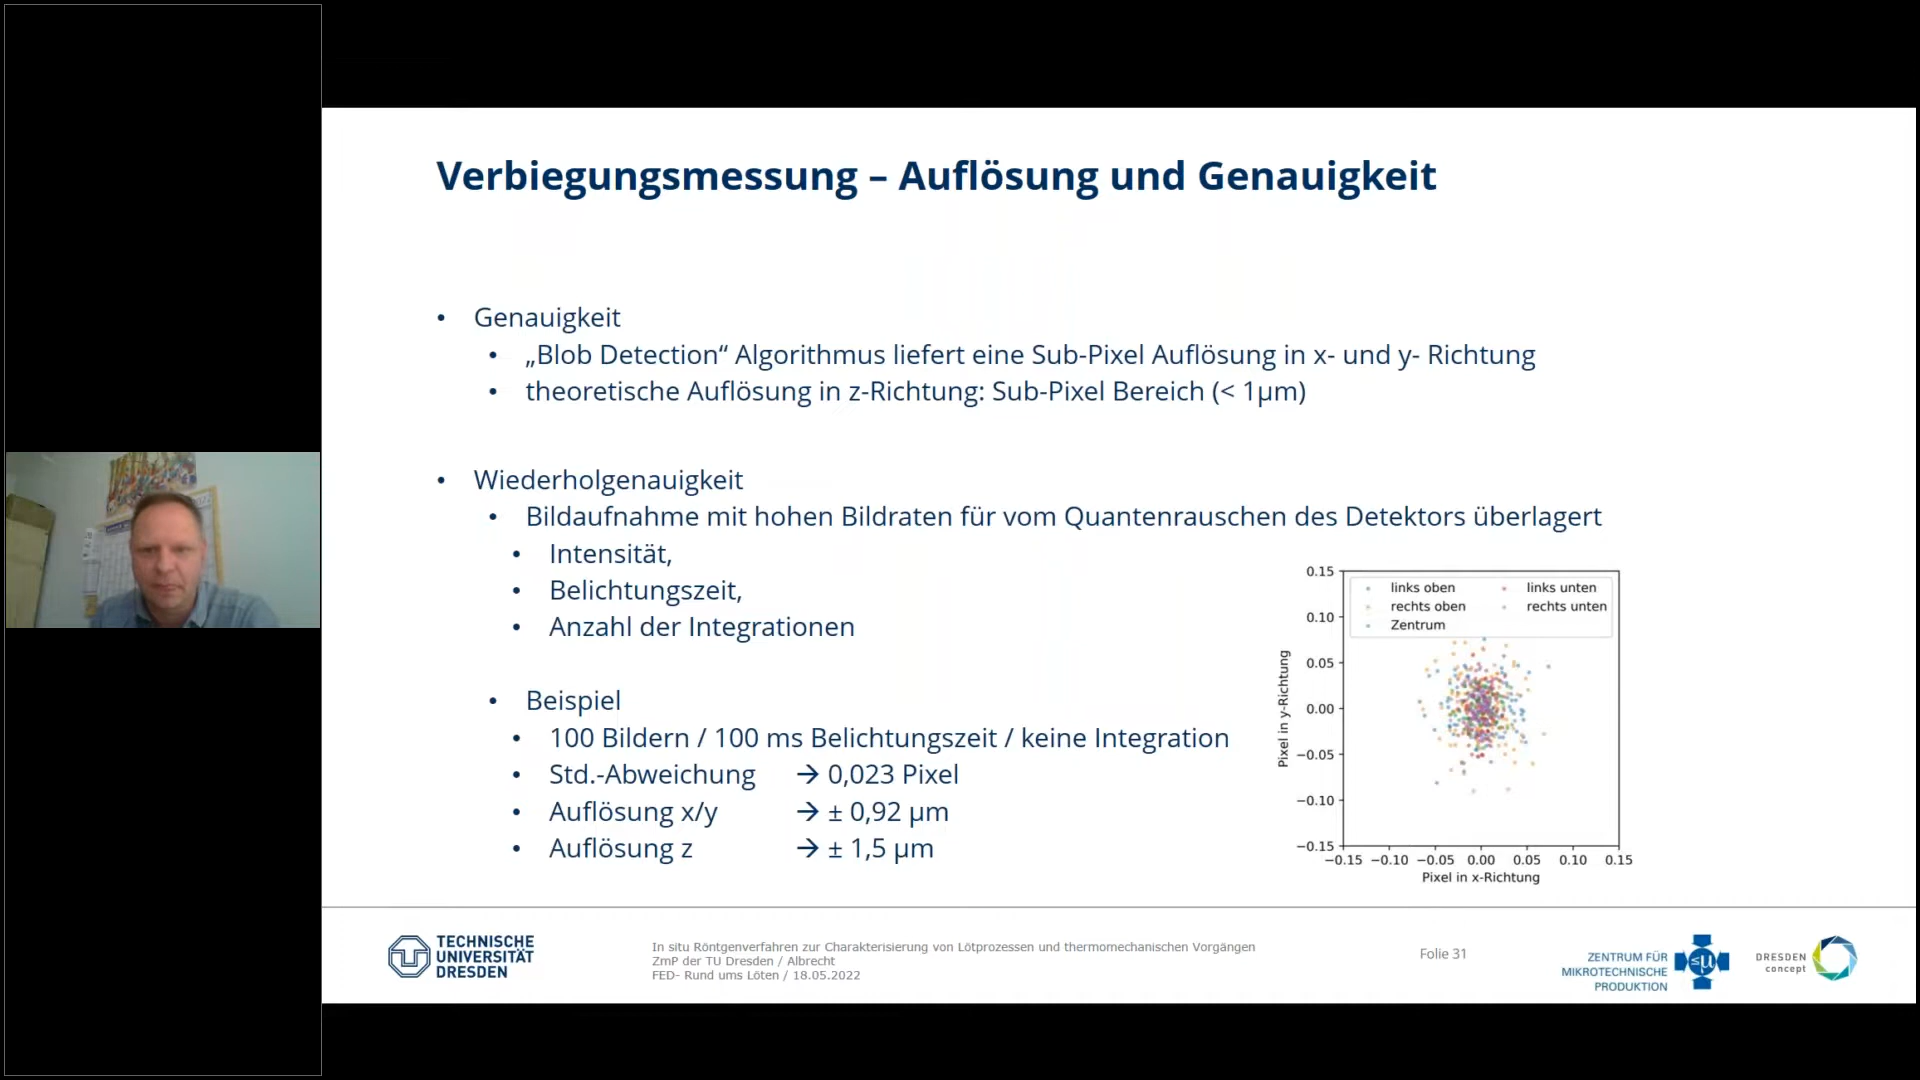 Verbiegungsmessung – Auflösung und Genauigkeit
• Genauigkeit
• „Blob Detection“ Algorithmus liefert eine Sub-Pixel Auflösung in x- und y- Richtung
• theoretische Auflösung in z-Richtung: Sub-Pixel Bereich (< 1µm)
• Wiederholgenauigkeit
• Bildaufnahme mit hohen Bildraten für vom Quantenrauschen des Detektors überlagert
• Intensität,
• Belichtungszeit,
• Anzahl der Integrationen
• Beispiel
• 100 Bildern / 100 ms Belichtungszeit / keine Integration
• Std.-Abweichung → 0,023 Pixel
• Auflösung x/y → ± 0,92 µm
• Auflösung z → ± 1,5 µm
links oben links unten
rechts oben rechts unten
Zentrum
0.15
0.10
0.05
0.00
−0.05
−0.10
−0.15
−0.15 −0.10 −0.05 0.00 0.05 0.10 0.15
Pixel in y-Richtung
Pixel in x-Richtung
TECHNISCHE
UNIVERSITÄT
DRESDEN
In situ Röntgenverfahren zur Charakterisierung von Lötprozessen und thermomechanischen Vorgängen
ZmP der TU Dresden / Albrecht
FED- Rund ums Löten / 18.05.2022
Folie 31
ZENTRUM FÜR
MIKROTECHNISCHE
PRODUKTION
sµ
DRESDEN
concept